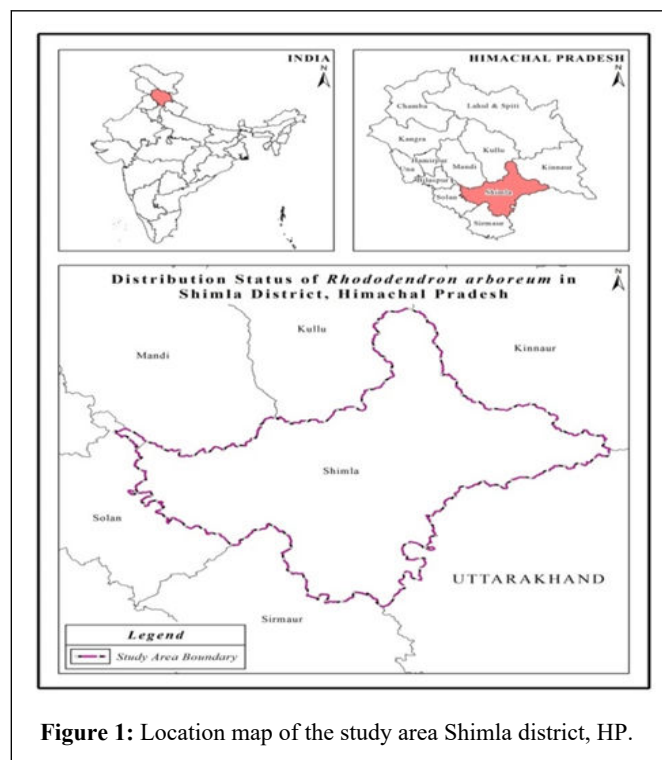 INDIA
N
HIMACHAL PRADESH
N
Chamba
Lahul & Spiti
Kangra
Kullu
Hamirpur
Una
Mandi
Kinnaur
Bilaspur
Shimla
Solan
Sirmaur
Distribution Status of Rhododendron arboreum in
Shimla District, Himachal Pradesh
N
Kullu
Mandi
Kinnaur
Shimla
Solan
UTTARAKHAND
Sirmaur
Legend
Study Area Boundary
Figure 1: Location map of the study area Shimla district, HP.